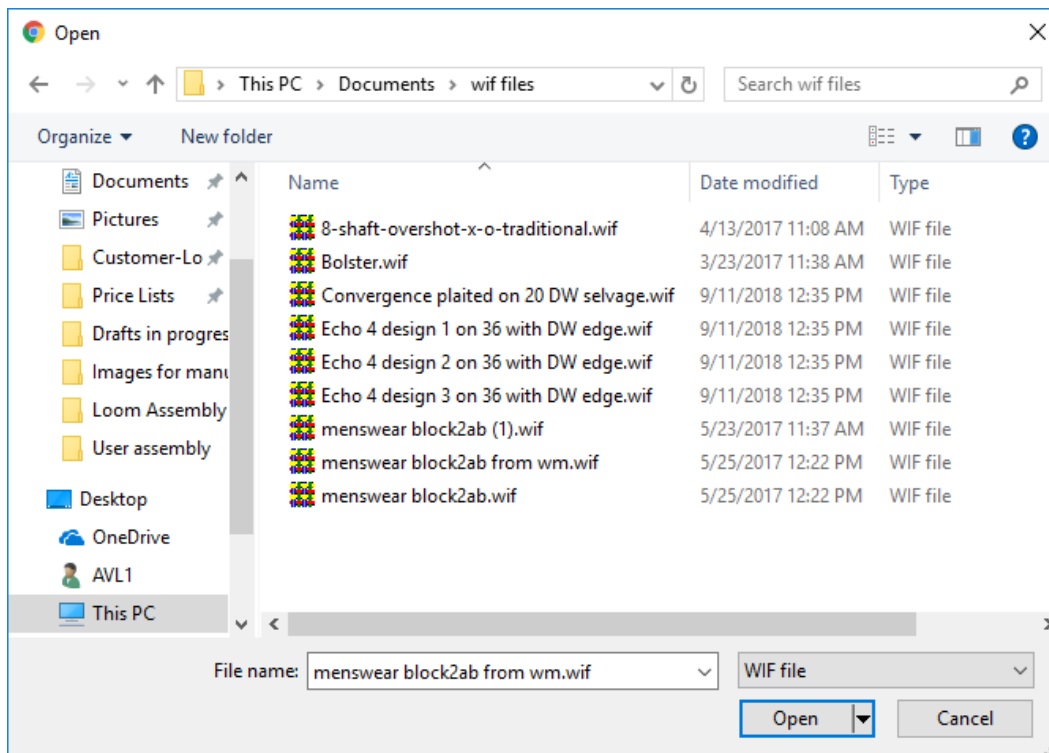 Open
This PC > Documents > wif files
Search wif files
Organize
New folder
?
Documents
Pictures
Customer-Lo
Price Lists
Drafts in progres
Images for manu
Loom Assembly
User assembly
Desktop
OneDrive
AVL1
This PC
Name Date modified Type
8-shaft-overshot-x-o-traditional.wif 4/13/2017 11:08 AM WIF file
Bolster.wif 3/23/2017 11:38 AM WIF file
Convergence plaited on 20 DW selvage.wif 9/11/2018 12:35 PM WIF file
Echo 4 design 1 on 36 with DW edge.wif 9/11/2018 12:35 PM WIF file
Echo 4 design 2 on 36 with DW edge.wif 9/11/2018 12:35 PM WIF file
Echo 4 design 3 on 36 with DW edge.wif 9/11/2018 12:35 PM WIF file
menswear block2ab (1).wif 5/23/2017 11:37 AM WIF file
menswear block2ab from wm.wif 5/25/2017 12:22 PM WIF file
menswear block2ab.wif 5/25/2017 12:22 PM WIF file
File name: menswear block2ab from wm.wif WIF file
Open Cancel